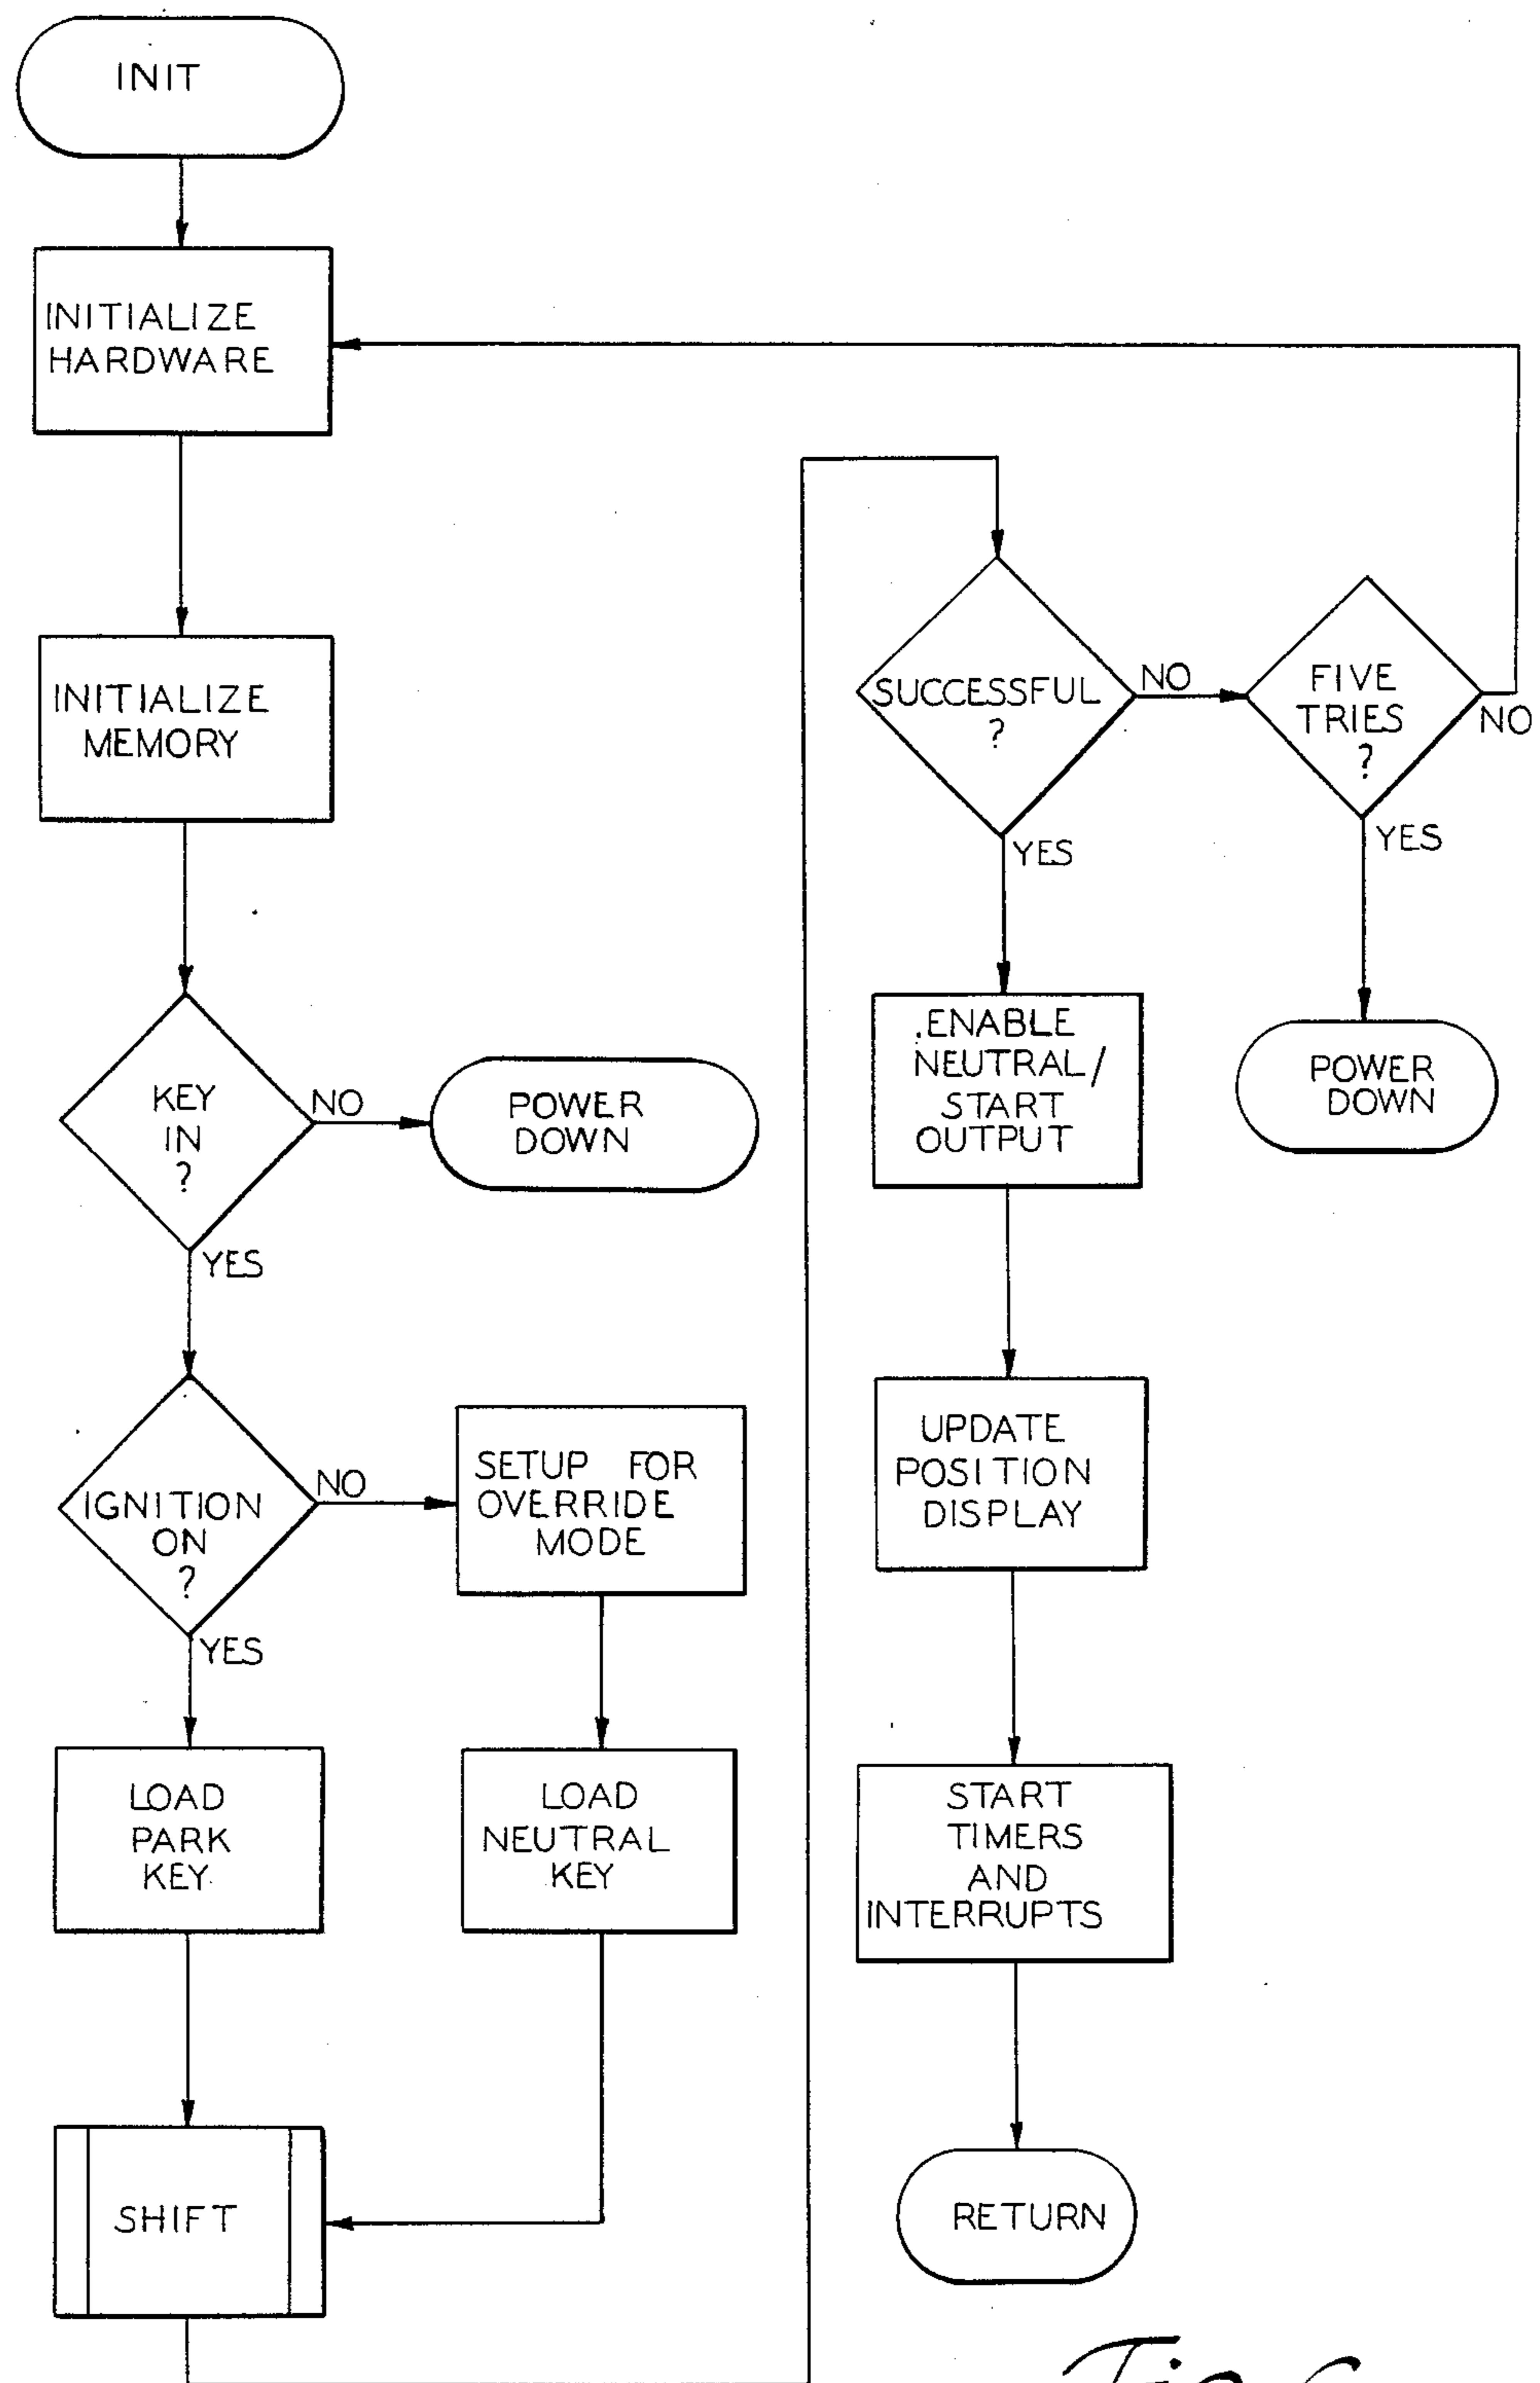 INIT
INITIALIZE
HARDWARE
INITIALIZE
MEMORY
KEY
IN
?
NO
POWER
DOWN
YES
IGNITION
ON
?
NO
SETUP FOR
OVERRIDE
MODE
YES
LOAD
PARK
KEY
LOAD
NEUTRAL
KEY
SHIFT
SUCCESSFUL
?
NO
FIVE
TRIES
?
NO
YES
YES
ENABLE
NEUTRAL/
START
OUTPUT
POWER
DOWN
UPDATE
POSITION
DISPLAY
START
TIMERS
AND
INTERRUPTS
RETURN